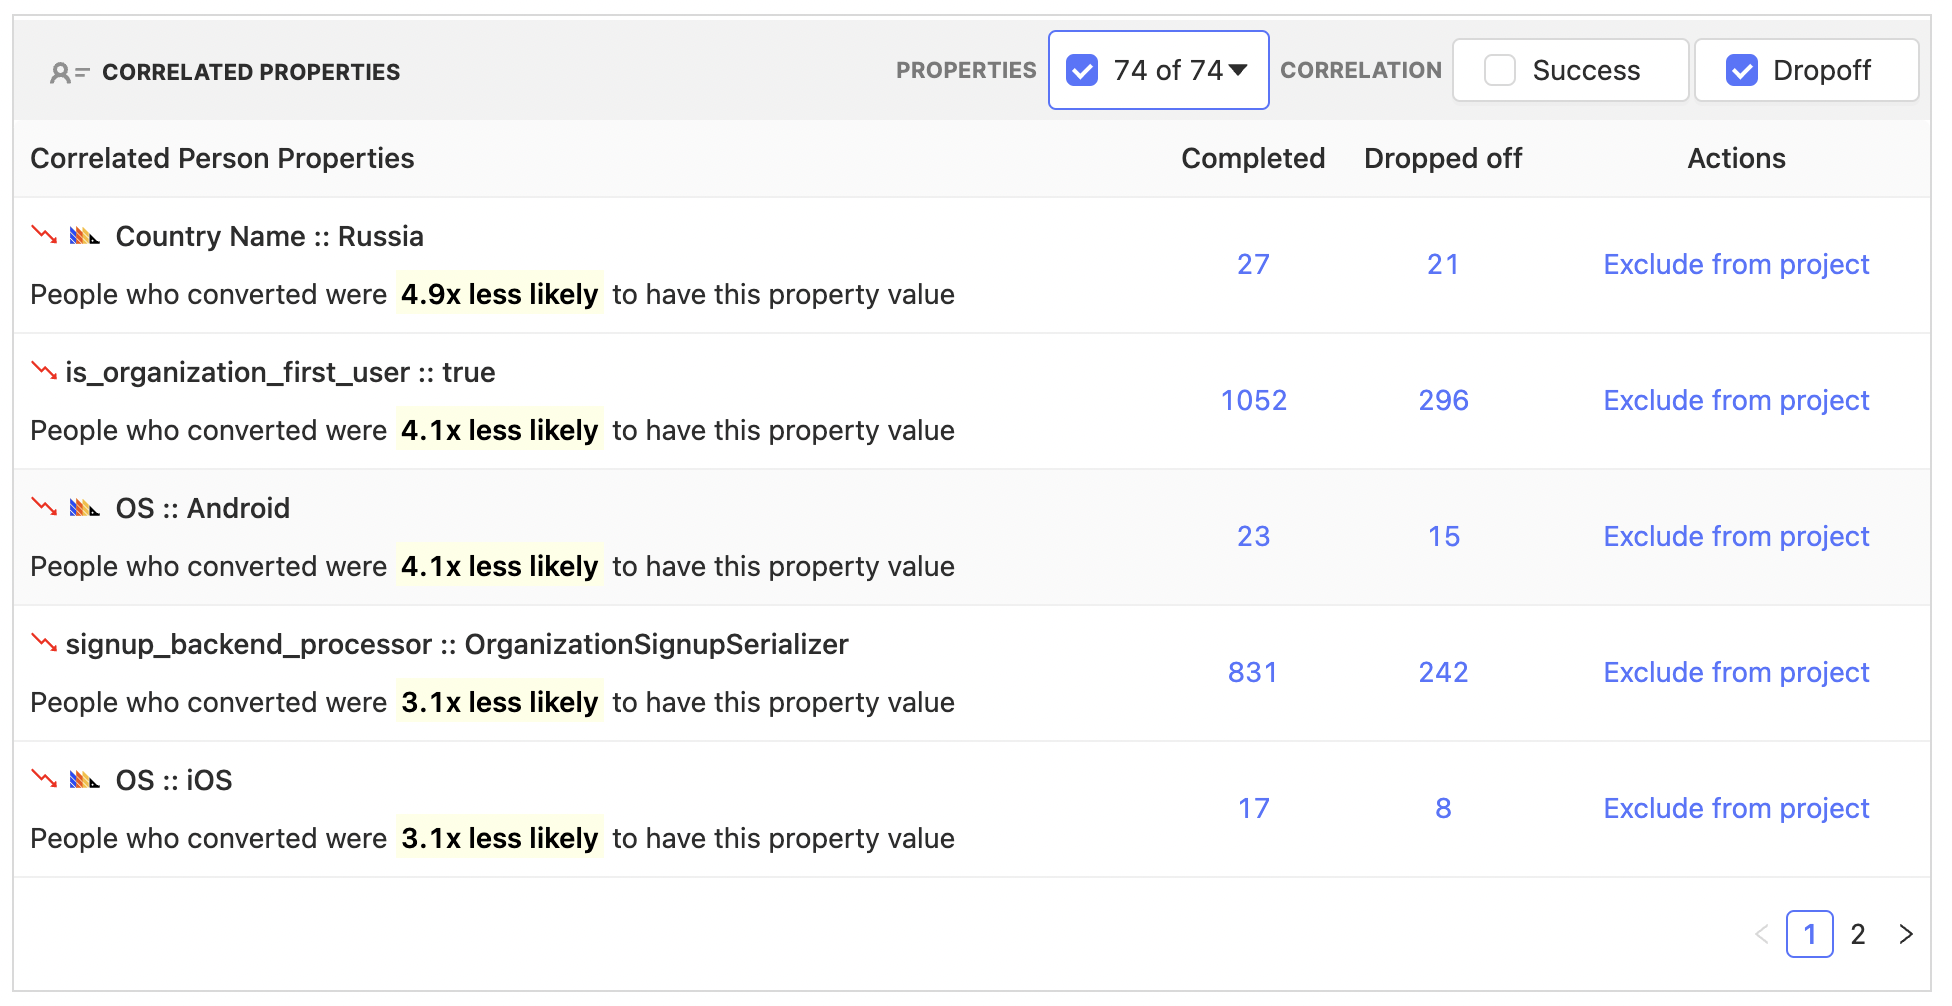 CORRELATED PROPERTIES PROPERTIES 74 of 74 CORRELATION Success Dropoff
Correlated Person Properties Completed Dropped off Actions
Country Name :: Russia
People who converted were 4.9x less likely to have this property value 27 21 Exclude from project
is_organization_first_user :: true
People who converted were 4.1x less likely to have this property value 1052 296 Exclude from project
OS :: Android
People who converted were 4.1x less likely to have this property value 23 15 Exclude from project
signup_backend_processor :: OrganizationSignupSerializer
People who converted were 3.1x less likely to have this property value 831 242 Exclude from project
OS :: iOS
People who converted were 3.1x less likely to have this property value 17 8 Exclude from project
< 1 2 >